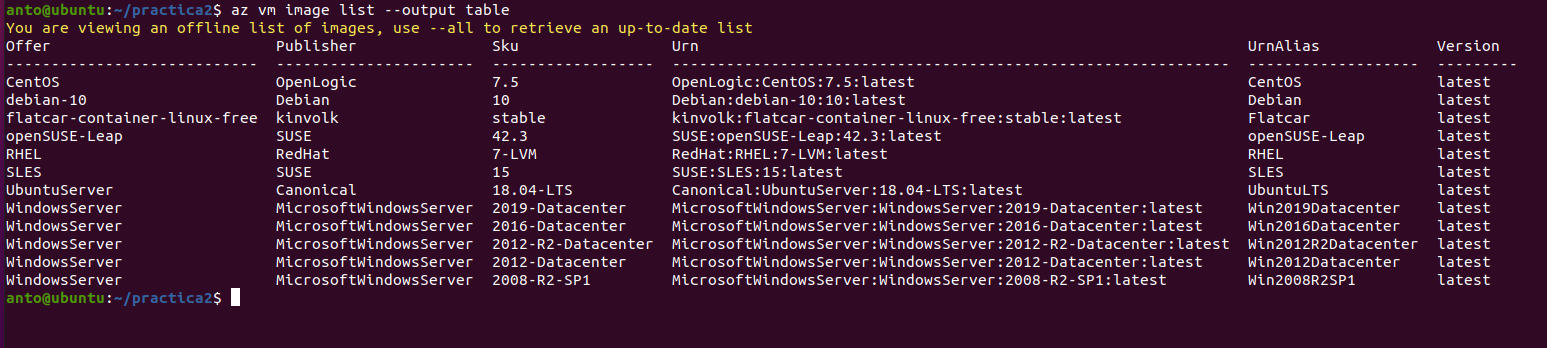 anto@ubuntu:~/practica2$ az vm image list --output table
You are viewing an offline list of images, use --all to retrieve an up-to-date list
Offer                         Publisher               Sku                 Urn                                                             UrnAlias             Version
----------------------------  ----------------------  ------------------  --------------------------------------------------------------  -------------------  ---------
CentOS                        OpenLogic               7.5                 OpenLogic:CentOS:7.5:latest                                     CentOS               latest
debian-10                     Debian                  10                  Debian:debian-10:10:latest                                      Debian               latest
flatcar-container-linux-free  kinvolk                 stable              kinvolk:flatcar-container-linux-free:stable:latest              Flatcar              latest
openSUSE-Leap                 SUSE                    42.3                SUSE:openSUSE-Leap:42.3:latest                                  openSUSE-Leap        latest
RHEL                          RedHat                  7-LVM               RedHat:RHEL:7-LVM:latest                                        RHEL                 latest
SLES                          SUSE                    15                  SUSE:SLES:15:latest                                             SLES                 latest
UbuntuServer                  Canonical               18.04-LTS           Canonical:UbuntuServer:18.04-LTS:latest                         UbuntuLTS            latest
WindowsServer                 MicrosoftWindowsServer  2019-Datacenter     MicrosoftWindowsServer:WindowsServer:2019-Datacenter:latest     Win2019Datacenter    latest
WindowsServer                 MicrosoftWindowsServer  2016-Datacenter     MicrosoftWindowsServer:WindowsServer:2016-Datacenter:latest     Win2016Datacenter    latest
WindowsServer                 MicrosoftWindowsServer  2012-R2-Datacenter  MicrosoftWindowsServer:WindowsServer:2012-R2-Datacenter:latest  Win2012R2Datacenter  latest
WindowsServer                 MicrosoftWindowsServer  2012-Datacenter     MicrosoftWindowsServer:WindowsServer:2012-Datacenter:latest     Win2012Datacenter    latest
WindowsServer                 MicrosoftWindowsServer  2008-R2-SP1         MicrosoftWindowsServer:WindowsServer:2008-R2-SP1:latest         Win2008R2SP1         latest
anto@ubuntu:~/practica2$